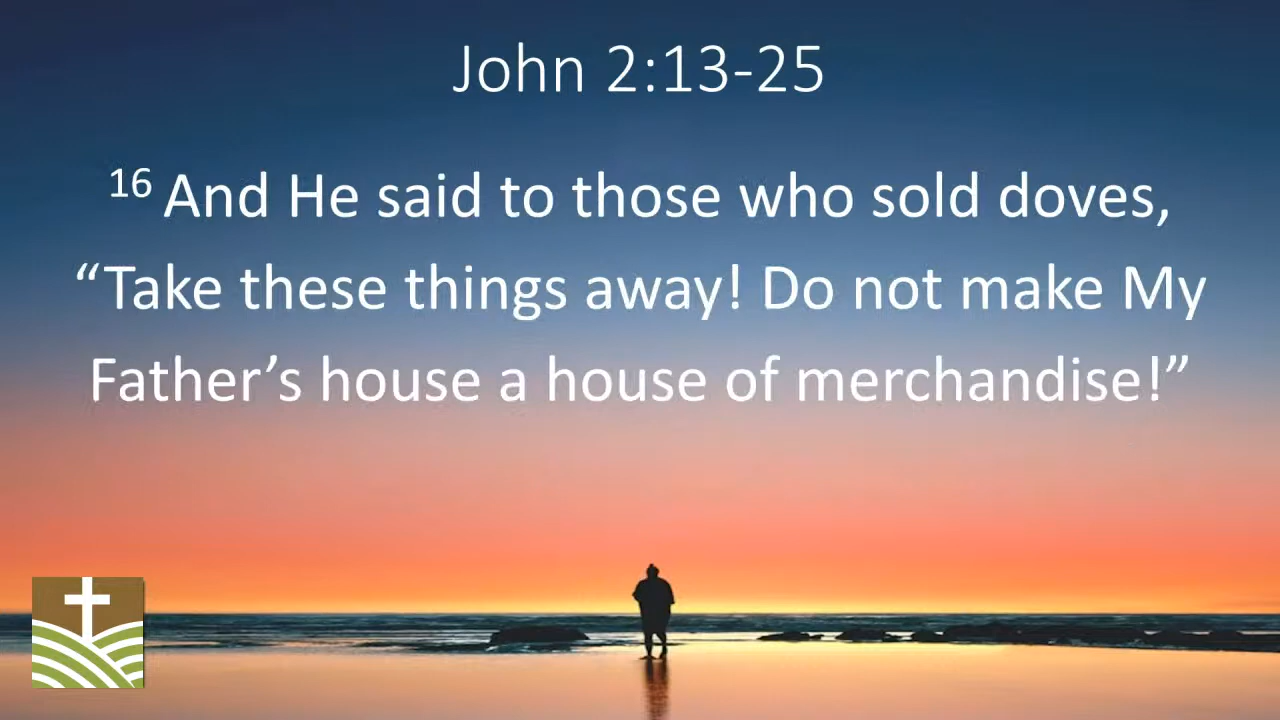 John 2:13-25
16 And He said to those who sold doves,
“Take these things away! Do not make My
Father’s house a house of merchandise!”